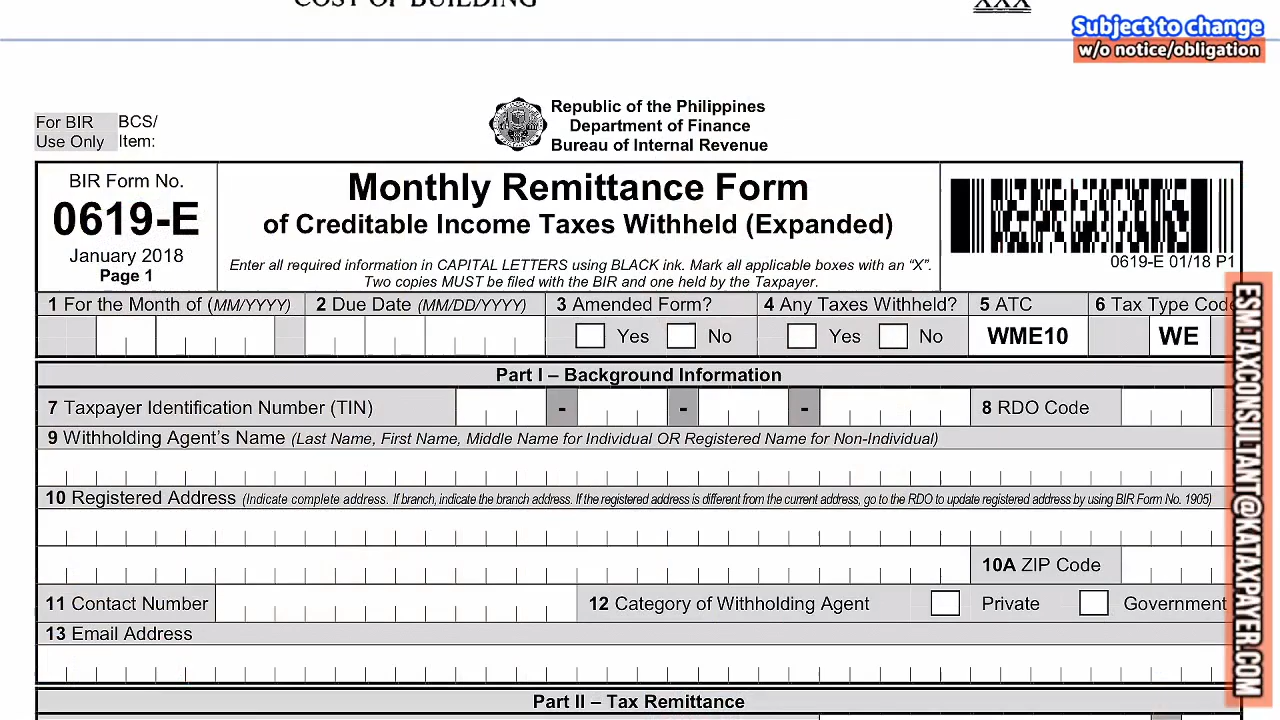 COST OF BUILDING XXX
Subject to change
w/o notice/obligation
For BIR BCS/
Use Only Item:
Republic of the Philippines
Department of Finance
Bureau of Internal Revenue
BIR Form No.
0619-E
January 2018
Page 1
Monthly Remittance Form
of Creditable Income Taxes Withheld (Expanded)
Enter all required information in CAPITAL LETTERS using BLACK ink. Mark all applicable boxes with an “X”.
Two copies MUST be filed with the BIR and one held by the Taxpayer.
0619-E 01/18 P1
1 For the Month of (MM/YYYY) 2 Due Date (MM/DD/YYYY) 3 Amended Form? 4 Any Taxes Withheld? 5 ATC 6 Tax Type Code
Yes No Yes No WME10 WE
Part I – Background Information
7 Taxpayer Identification Number (TIN) - - - 8 RDO Code
9 Withholding Agent’s Name (Last Name, First Name, Middle Name for Individual OR Registered Name for Non-Individual)
10 Registered Address (Indicate complete address. If branch, indicate the branch address. If the registered address is different from the current address, go to the RDO to update registered address by using BIR Form No. 1905)
10A ZIP Code
11 Contact Number 12 Category of Withholding Agent Private Government
13 Email Address
Part II – Tax Remittance
ESM.TAXCONSULTANT@KATAXPAYER.COM